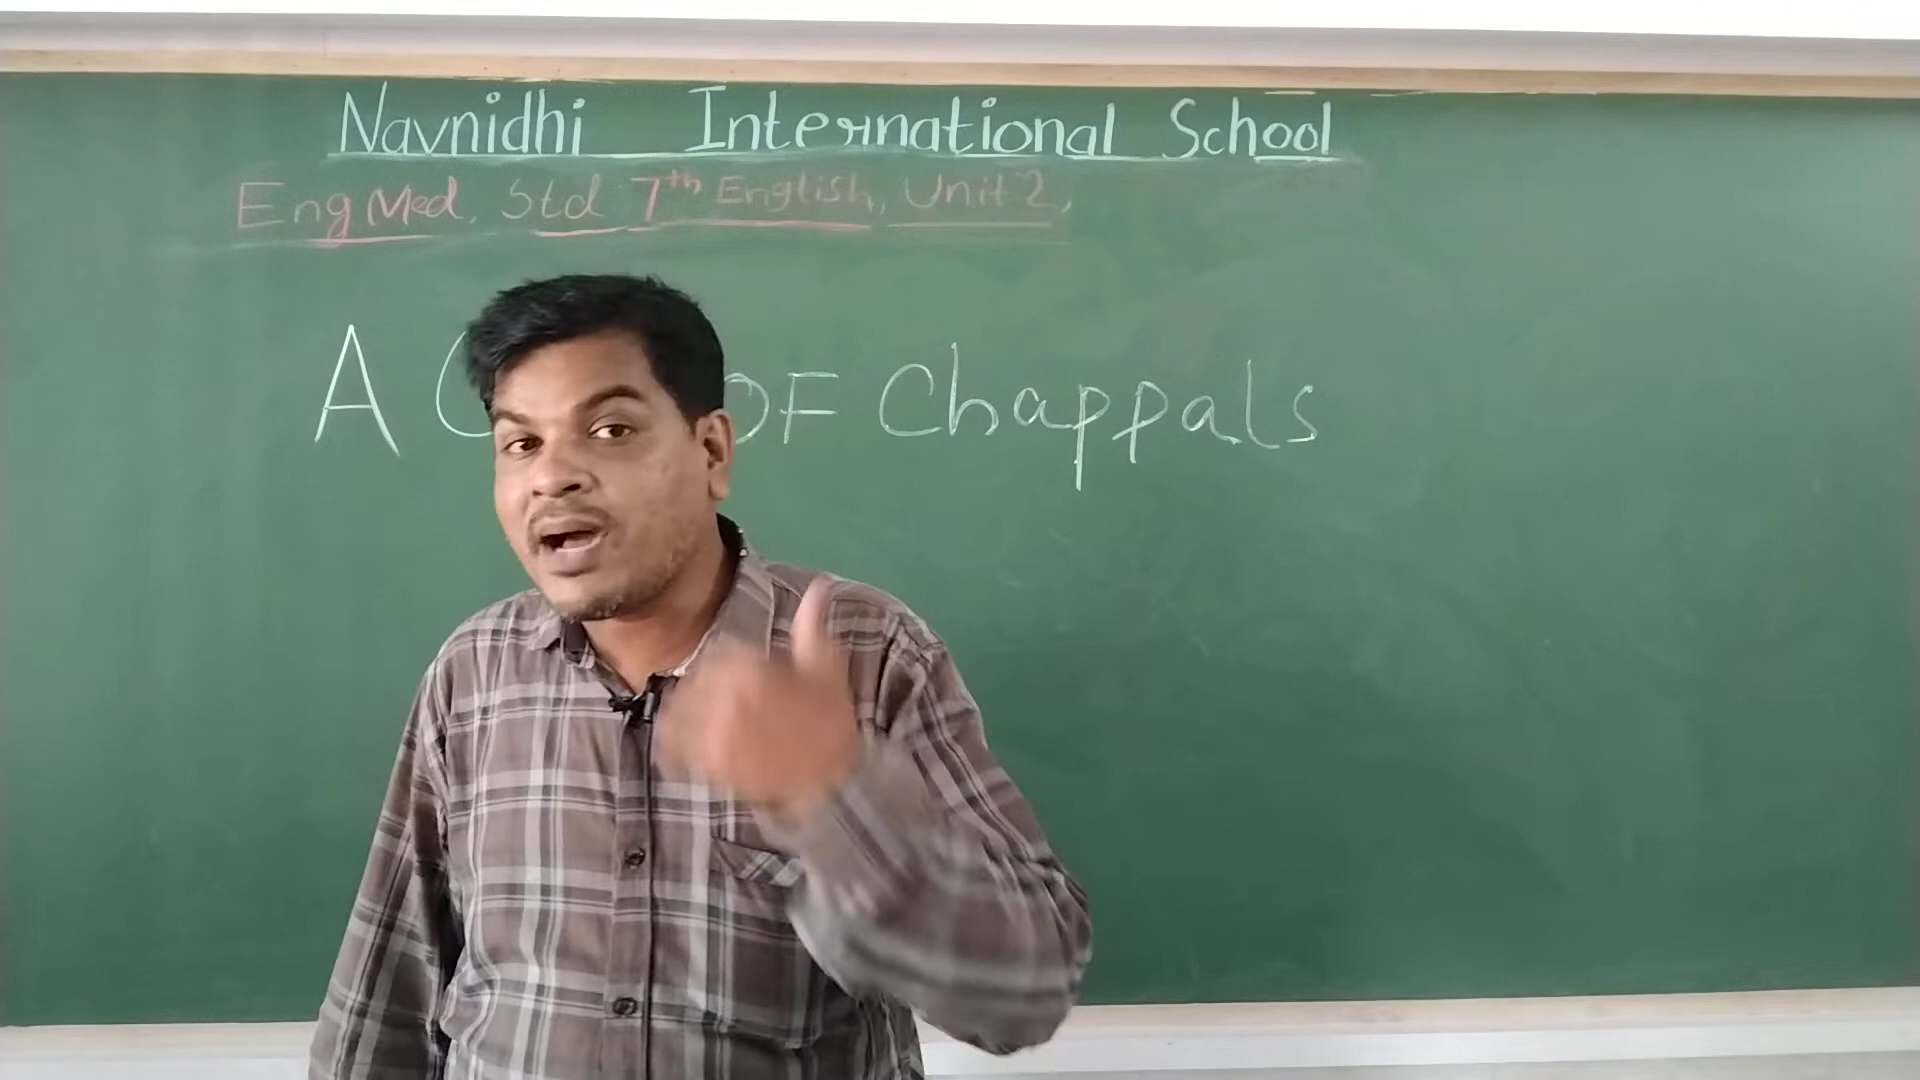 Navnidhi International School
Eng Med, Std 7th English, Unit 2,
A OF Chappals